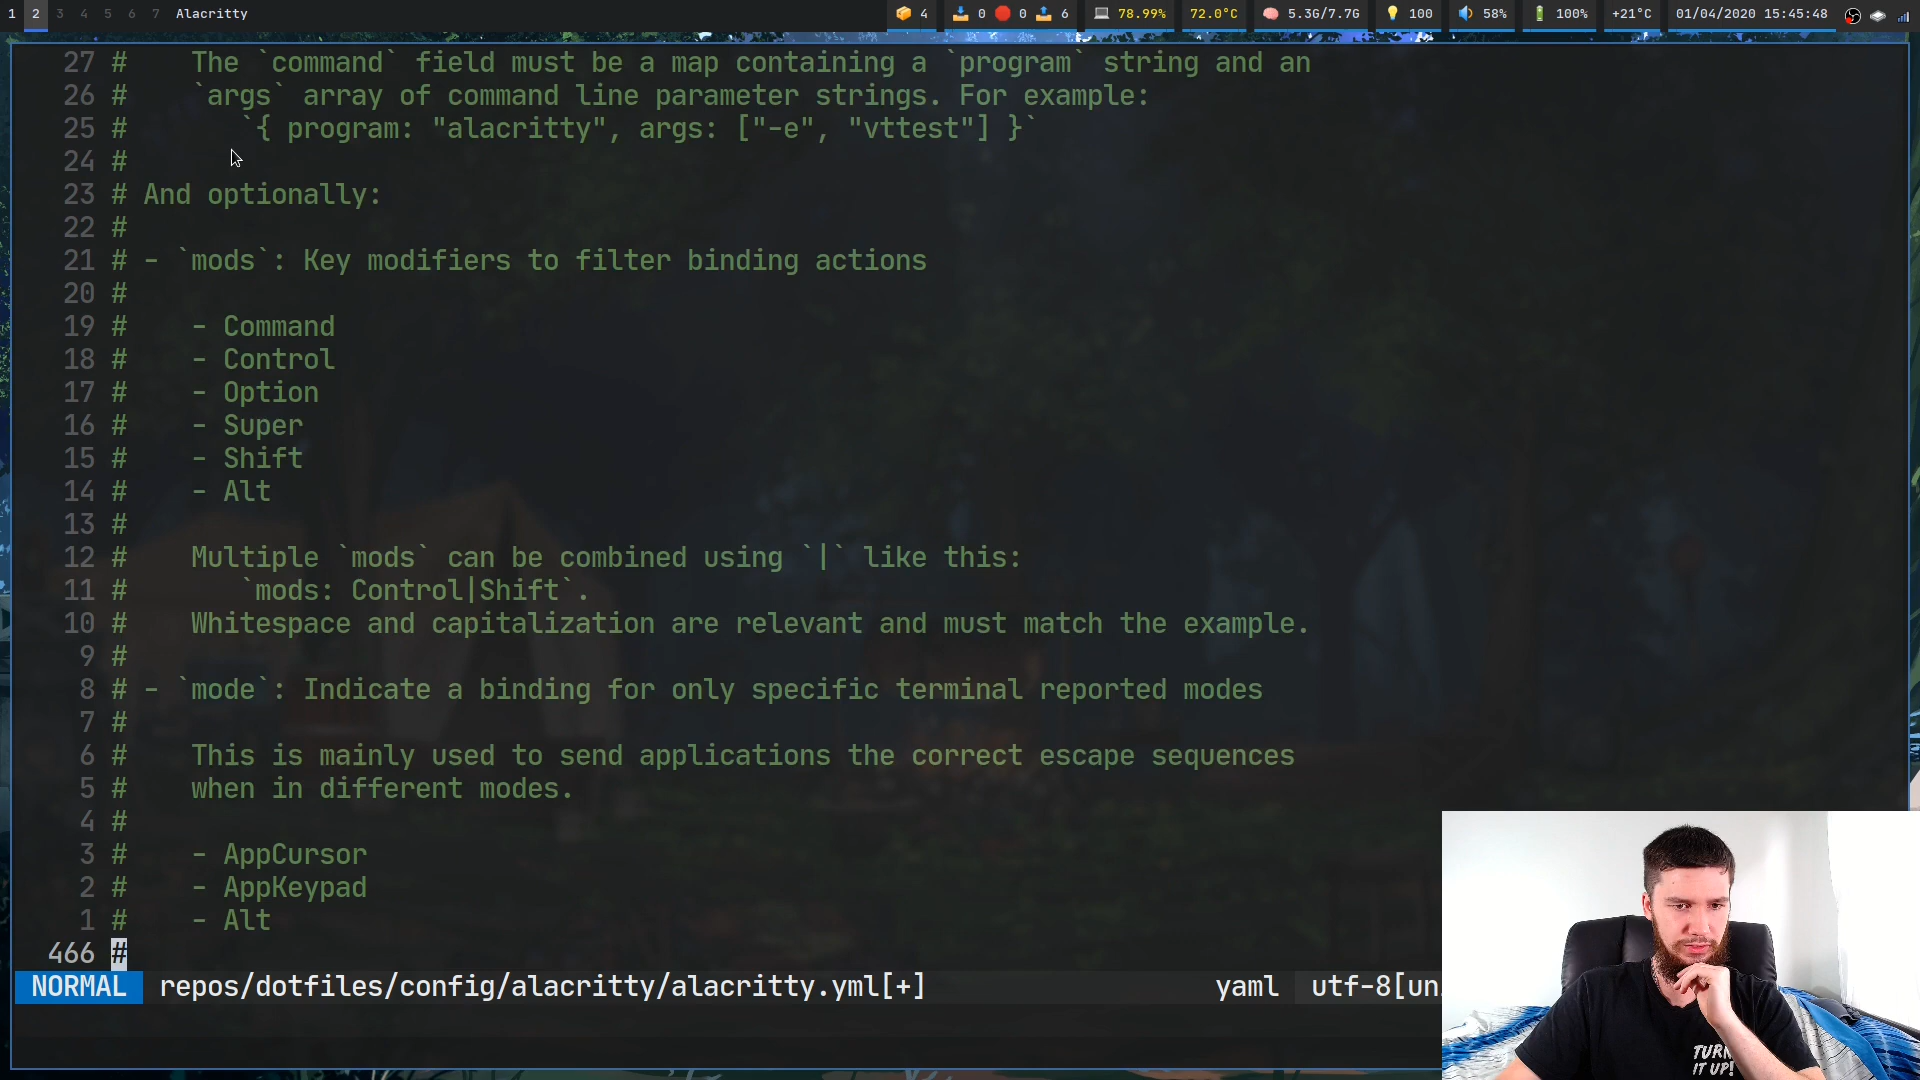 1 2 3 4 5 6 7 Alacritty 4 0 0 6 78.99% 72.0°C 5.3G/7.7G 100 58% 100% +21°C 01/04/2020 15:45:48
27 # The `command` field must be a map containing a `program` string and an
26 # `args` array of command line parameter strings. For example:
25 # `{ program: "alacritty", args: ["-e", "vttest"] }`
24 #
23 # And optionally:
22 #
21 # - `mods`: Key modifiers to filter binding actions
20 #
19 # - Command
18 # - Control
17 # - Option
16 # - Super
15 # - Shift
14 # - Alt
13 #
12 # Multiple `mods` can be combined using `|` like this:
11 # `mods: Control|Shift`.
10 # Whitespace and capitalization are relevant and must match the example.
9 #
8 # - `mode`: Indicate a binding for only specific terminal reported modes
7 #
6 # This is mainly used to send applications the correct escape sequences
5 # when in different modes.
4 #
3 # - AppCursor
2 # - AppKeypad
1 # - Alt
466 #
NORMAL repos/dotfiles/config/alacritty/alacritty.yml[+] yaml utf-8[un
TURN
IT UP!